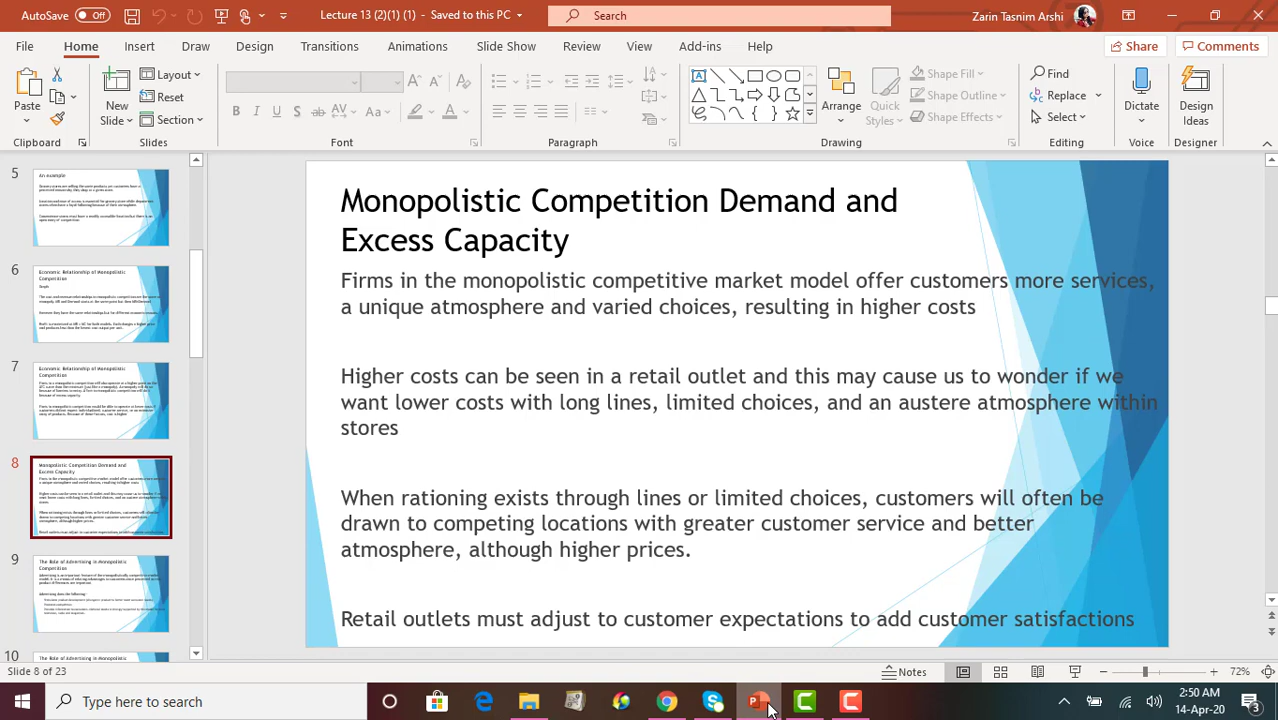 AutoSave Off
Lecture 13 (2)(1) (1) - Saved to this PC
Search
Zarin Tasnim Arshi
File Home Insert Draw Design Transitions Animations Slide Show Review View Add-ins Help Share Comments
Paste
New
Slide
Layout
Reset
Section
Aa
Arrange
Quick
Styles
Shape Fill
Shape Outline
Shape Effects
Find
Replace
Select
Dictate
Design
Ideas
Clipboard Slides Font Paragraph Drawing Editing Voice Designer
5
An example
6
Economic Relationship of Monopolistic
Competition
7
Economic Relationship of Monopolistic
Competition
8
Monopolistic Competition Demand and
Excess Capacity
9
The Role of Advertising in Monopolistic
Competition
10
The Role of Advertising in Monopolistic
Monopolistic Competition Demand and
Excess Capacity
Firms in the monopolistic competitive market model offer customers more services,
a unique atmosphere and varied choices, resulting in higher costs
Higher costs can be seen in a retail outlet and this may cause us to wonder if we
want lower costs with long lines, limited choices, and an austere atmosphere within
stores
When rationing exists through lines or limited choices, customers will often be
drawn to competing locations with greater customer service and better
atmosphere, although higher prices.
Retail outlets must adjust to customer expectations to add customer satisfactions
Slide 8 of 23
Notes
72%
Type here to search
2:50 AM
14-Apr-20
3